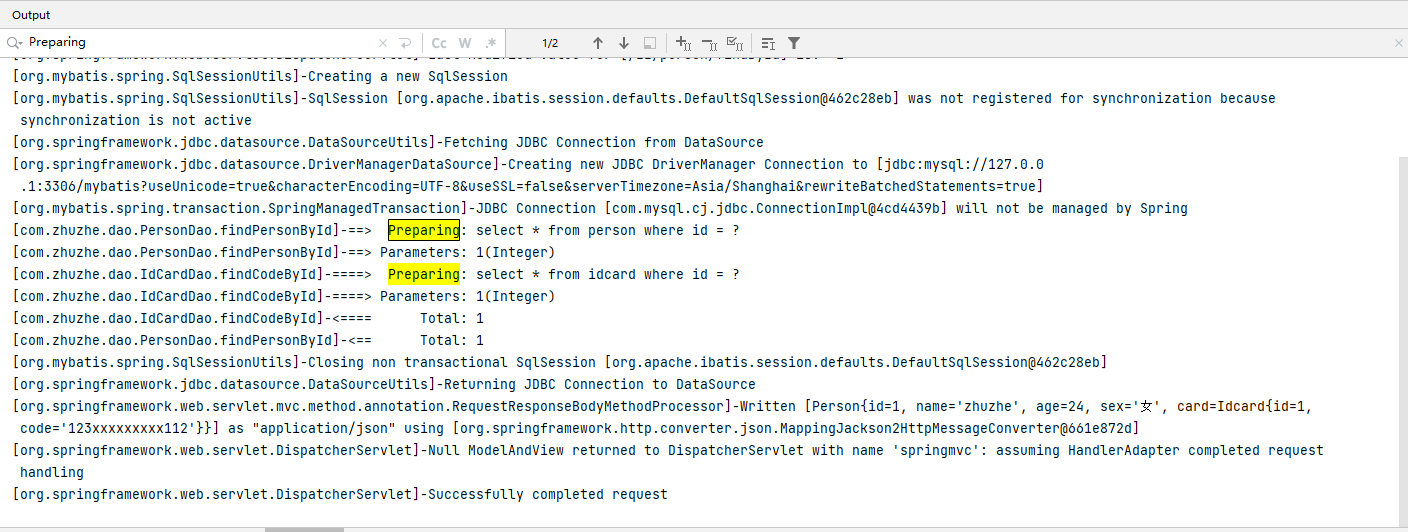 Output
Preparing
Cc W .* 1/2
[org.mybatis.spring.SqlSessionUtils]-Creating a new SqlSession
[org.mybatis.spring.SqlSessionUtils]-SqlSession [org.apache.ibatis.session.defaults.DefaultSqlSession@462c28eb] was not registered for synchronization because
synchronization is not active
[org.springframework.jdbc.datasource.DataSourceUtils]-Fetching JDBC Connection from DataSource
[org.springframework.jdbc.datasource.DriverManagerDataSource]-Creating new JDBC DriverManager Connection to [jdbc:mysql://127.0.0
.1:3306/mybatis?useUnicode=true&characterEncoding=UTF-8&useSSL=false&serverTimezone=Asia/Shanghai&rewriteBatchedStatements=true]
[org.mybatis.spring.transaction.SpringManagedTransaction]-JDBC Connection [com.mysql.cj.jdbc.ConnectionImpl@4cd4439b] will not be managed by Spring
[com.zhuzhe.dao.PersonDao.findPersonById]-==>  Preparing: select * from person where id = ?
[com.zhuzhe.dao.PersonDao.findPersonById]-==> Parameters: 1(Integer)
[com.zhuzhe.dao.IdCardDao.findCodeById]-====>  Preparing: select * from idcard where id = ?
[com.zhuzhe.dao.IdCardDao.findCodeById]-====> Parameters: 1(Integer)
[com.zhuzhe.dao.IdCardDao.findCodeById]-<====      Total: 1
[com.zhuzhe.dao.PersonDao.findPersonById]-<==      Total: 1
[org.mybatis.spring.SqlSessionUtils]-Closing non transactional SqlSession [org.apache.ibatis.session.defaults.DefaultSqlSession@462c28eb]
[org.springframework.jdbc.datasource.DataSourceUtils]-Returning JDBC Connection to DataSource
[org.springframework.web.servlet.mvc.method.annotation.RequestResponseBodyMethodProcessor]-Written [Person{id=1, name='zhuzhe', age=24, sex='女', card=Idcard{id=1,
code='123xxxxxxxxx112'}}] as "application/json" using [org.springframework.http.converter.json.MappingJackson2HttpMessageConverter@661e872d]
[org.springframework.web.servlet.DispatcherServlet]-Null ModelAndView returned to DispatcherServlet with name 'springmvc': assuming HandlerAdapter completed request
handling
[org.springframework.web.servlet.DispatcherServlet]-Successfully completed request